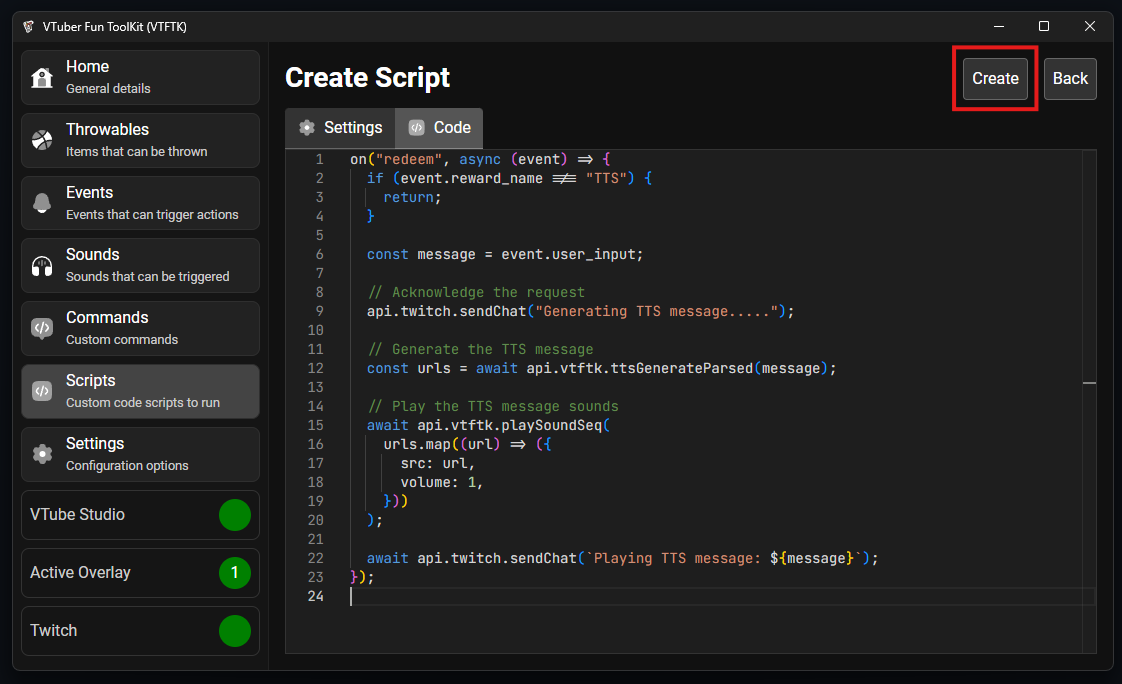 VTuber Fun ToolKit (VTFTK)
Home
General details
Throwables
Items that can be thrown
Events
Events that can trigger actions
Sounds
Sounds that can be triggered
Commands
Custom commands
Scripts
Custom code scripts to run
Settings
Configuration options
VTube Studio
Active Overlay 1
Twitch
Create Script
Create Back
Settings Code
1 on("redeem", async (event) => {
2   if (event.reward_name !== "TTS") {
3     return;
4   }
5
6   const message = event.user_input;
7
8   // Acknowledge the request
9   api.twitch.sendChat("Generating TTS message.....");
10
11   // Generate the TTS message
12   const urls = await api.vtftk.ttsGenerateParsed(message);
13
14   // Play the TTS message sounds
15   await api.vtftk.playSoundSeq(
16     urls.map((url) => ({
17       src: url,
18       volume: 1,
19     }))
20   );
21
22   await api.twitch.sendChat(`Playing TTS message: ${message}`);
23 });
24